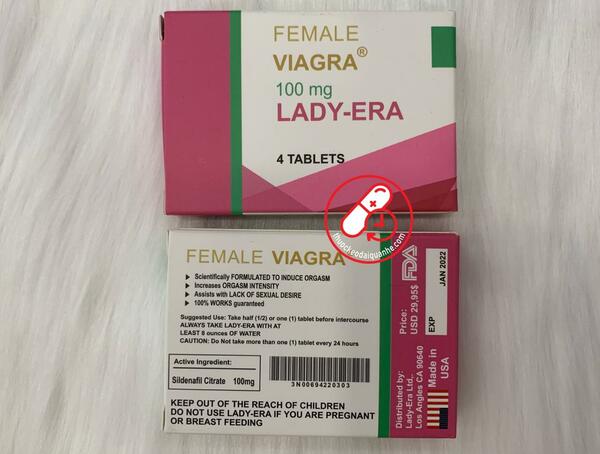 FEMALE
VIAGRA®
100 mg
LADY-ERA
4 TABLETS
thuockeodaiquanhe.com
FEMALE VIAGRA
Scientifically FORMULATED TO INDUCE ORGASM
Increases ORGASM INTENSITY
Assists with LACK OF SEXUAL DESIRE
100% WORKS guaranteed
Suggested Use: Take half (1/2) or one (1) tablet before intercourse
ALWAYS TAKE LADY-ERA WITH AT
LEAST 8 ounces OF WATER
CAUTION: Do Not take more than one (1) tablet every 24 hours
Active Ingredient:
Sildenafil Citrate 100mg
3N00694220303
KEEP OUT OF THE REACH OF CHILDREN
DO NOT USE LADY-ERA IF YOU ARE PREGNANT
OR BREAST FEEDING
FDA
Price:
USD 29,95$
EXP JAN 2022
Distributed by:
Lady-Era Ltd,.
Los Angles CA 90640
Made in
USA